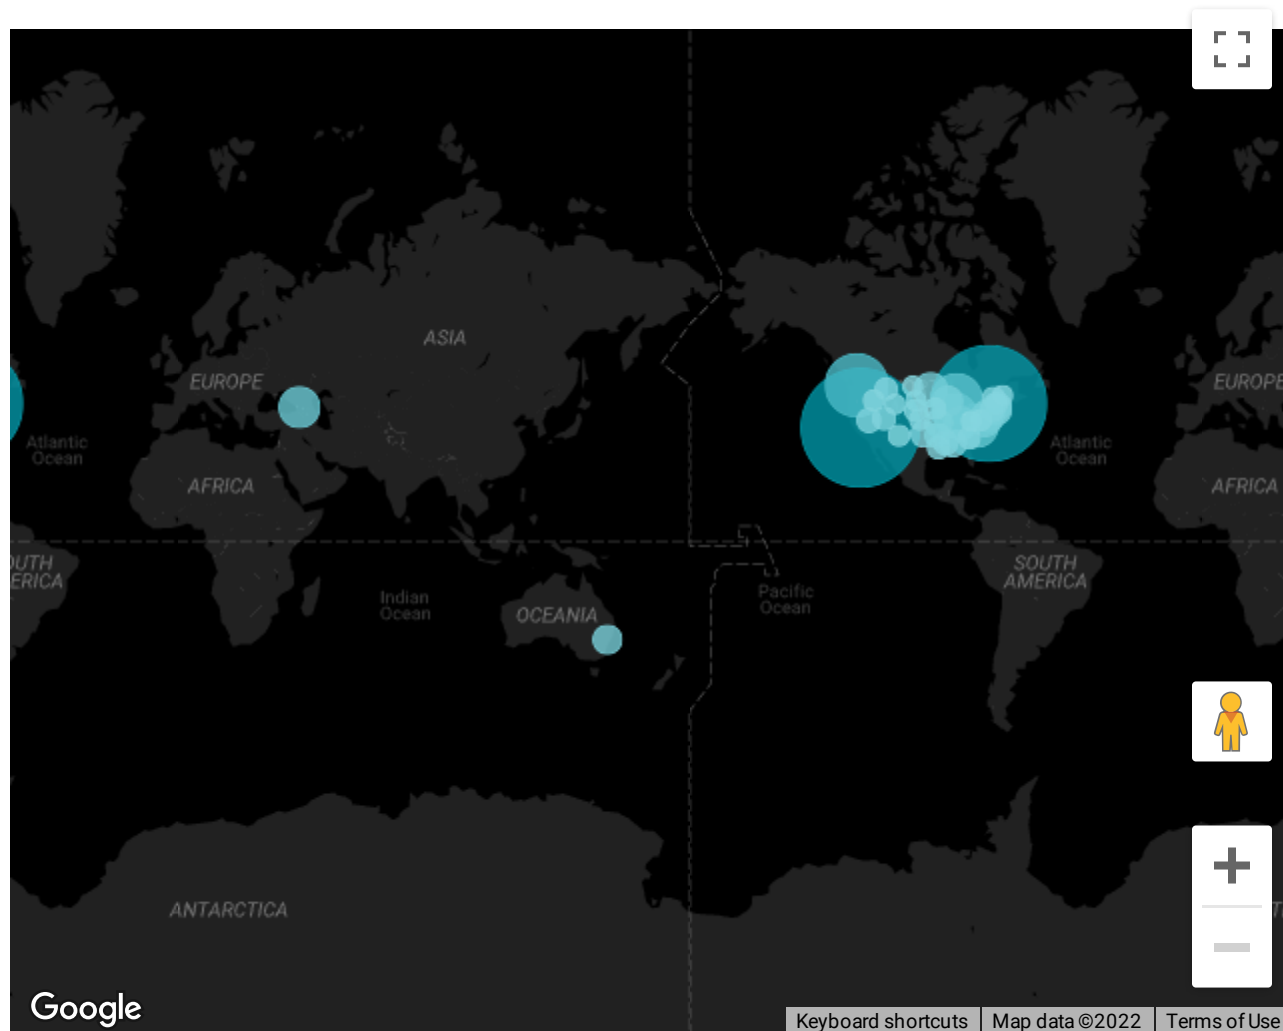 ASIA
EUROPE
EUROPE
Atlantic
Ocean
Atlantic
Ocean
AFRICA
AFRICA
OUTH
ERICA
SOUTH
AMERICA
Indian
Ocean
OCEANIA
Pacific
Ocean
ANTARCTICA
Google
Keyboard shortcuts
Map data ©2022
Terms of Use